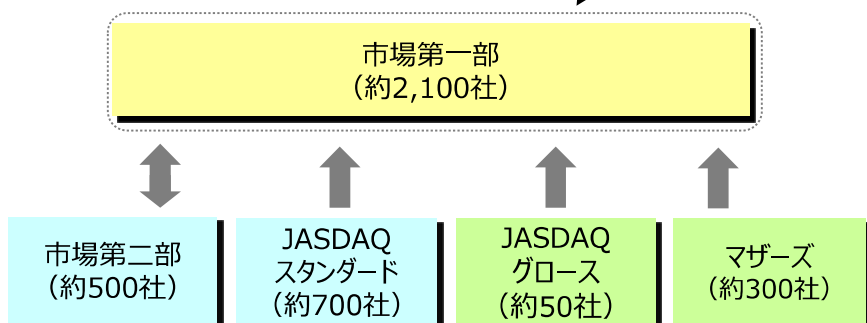 市場第一部
（約2,100社）
市場第二部
（約500社）
JASDAQ
スタンダード
（約700社）
JASDAQ
グロース
（約50社）
マザーズ
（約300社）